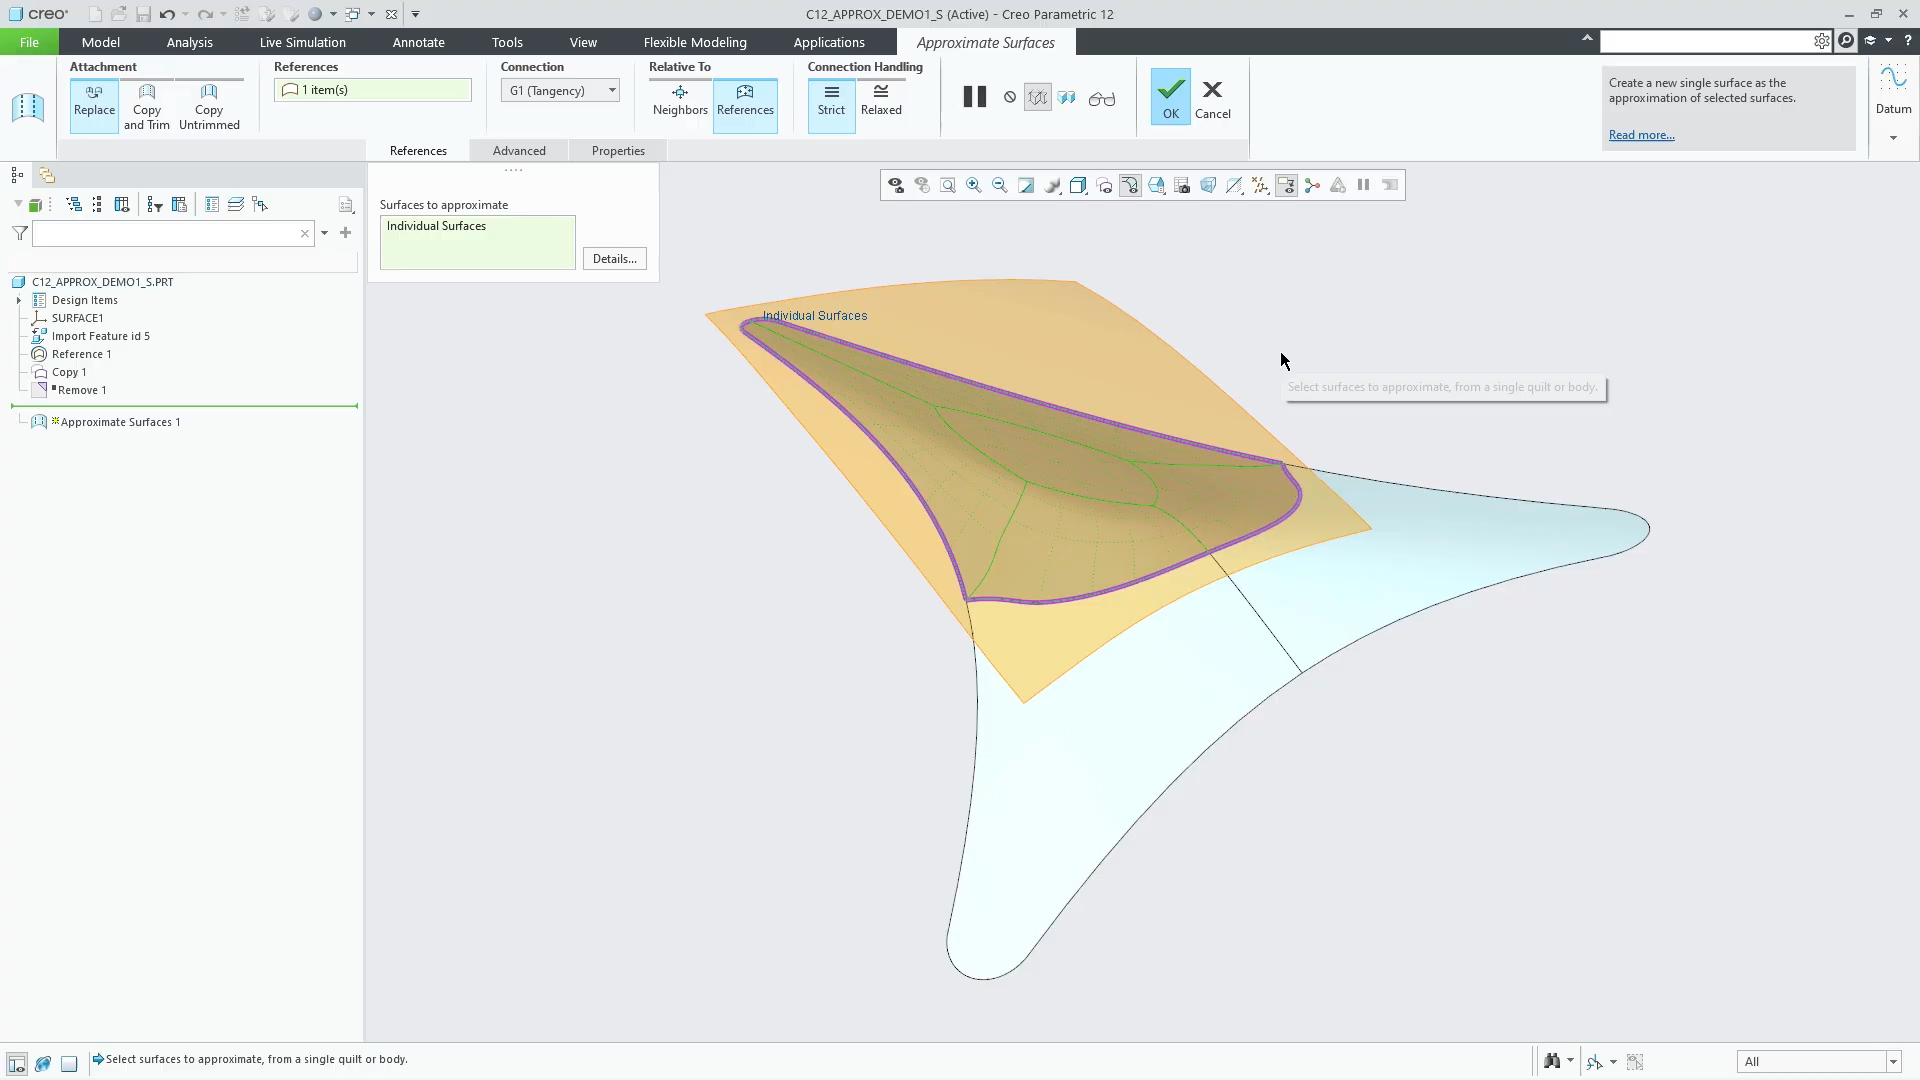 creo
C12_APPROX_DEMO1_S (Active) - Creo Parametric 12
File
Model
Analysis
Live Simulation
Annotate
Tools
View
Flexible Modeling
Applications
Approximate Surfaces
Attachment
Replace
Copy and Trim
Copy Untrimmed
References
1 item(s)
Connection
G1 (Tangency)
Relative To
Neighbors
References
Connection Handling
Strict
Relaxed
OK
Cancel
Create a new single surface as the
approximation of selected surfaces.
Read more...
Datum
References
Advanced
Properties
Surfaces to approximate
Individual Surfaces
Details...
C12_APPROX_DEMO1_S.PRT
Design Items
SURFACE1
Import Feature id 5
Reference 1
Copy 1
Remove 1
Approximate Surfaces 1
Individual Surfaces
Select surfaces to approximate, from a single quilt or body.
Select surfaces to approximate, from a single quilt or body.
All